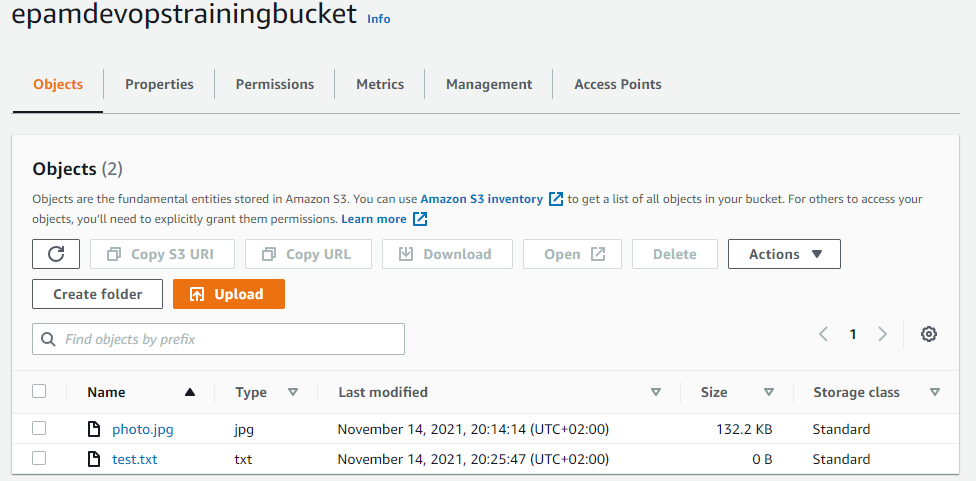 epamdevopstrainingbucket Info
Objects Properties Permissions Metrics Management Access Points
Objects (2)
Objects are the fundamental entities stored in Amazon S3. You can use Amazon S3 inventory to get a list of all objects in your bucket. For others to access your
objects, you'll need to explicitly grant them permissions. Learn more
Copy S3 URI Copy URL Download Open Delete Actions
Create folder Upload
Find objects by prefix 1
Name Type Last modified Size Storage class
photo.jpg jpg November 14, 2021, 20:14:14 (UTC+02:00) 132.2 KB Standard
test.txt txt November 14, 2021, 20:25:47 (UTC+02:00) 0 B Standard